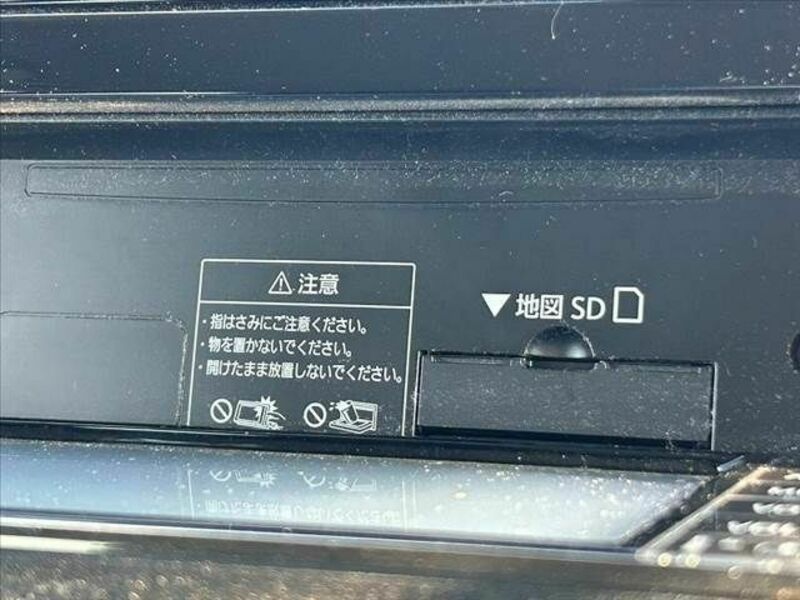 ⚠注意
・指はさみにご注意ください。
・物を置かないでください。
・開けたまま放置しないでください。
▼地図SD